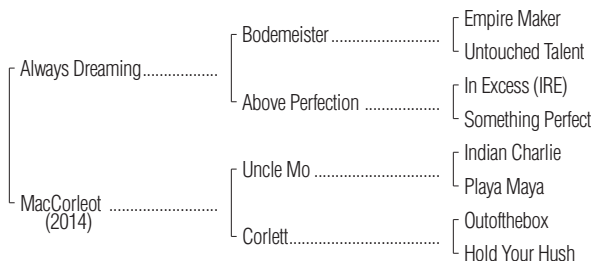 Empire Maker
Bodemeister
Untouched Talent
Always Dreaming
In Excess (IRE)
Above Perfection
Something Perfect
Indian Charlie
Uncle Mo
Playa Maya
MacCorleot
(2014)
Outofthebox
Corlett
Hold Your Hush